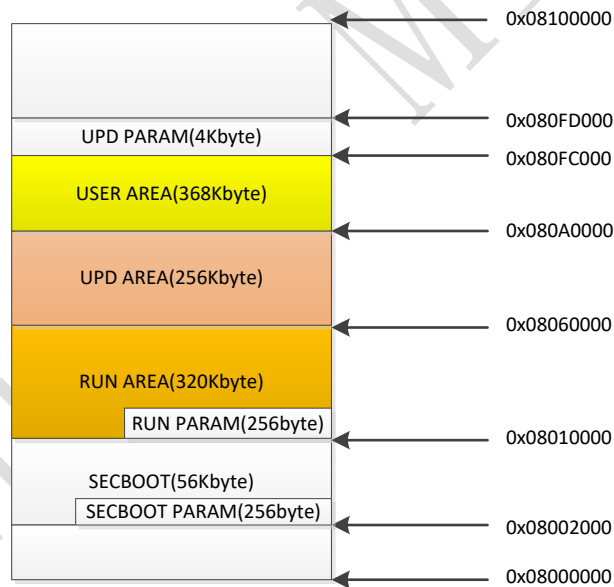 0x08100000
0x080FD000
UPD PARAM(4Kbyte)
0x080FC000
USER AREA(368Kbyte)
0x080A0000
UPD AREA(256Kbyte)
0x08060000
RUN AREA(320Kbyte)
RUN PARAM(256byte)
0x08010000
SECBOOT(56Kbyte)
SECBOOT PARAM(256byte)
0x08002000
0x08000000